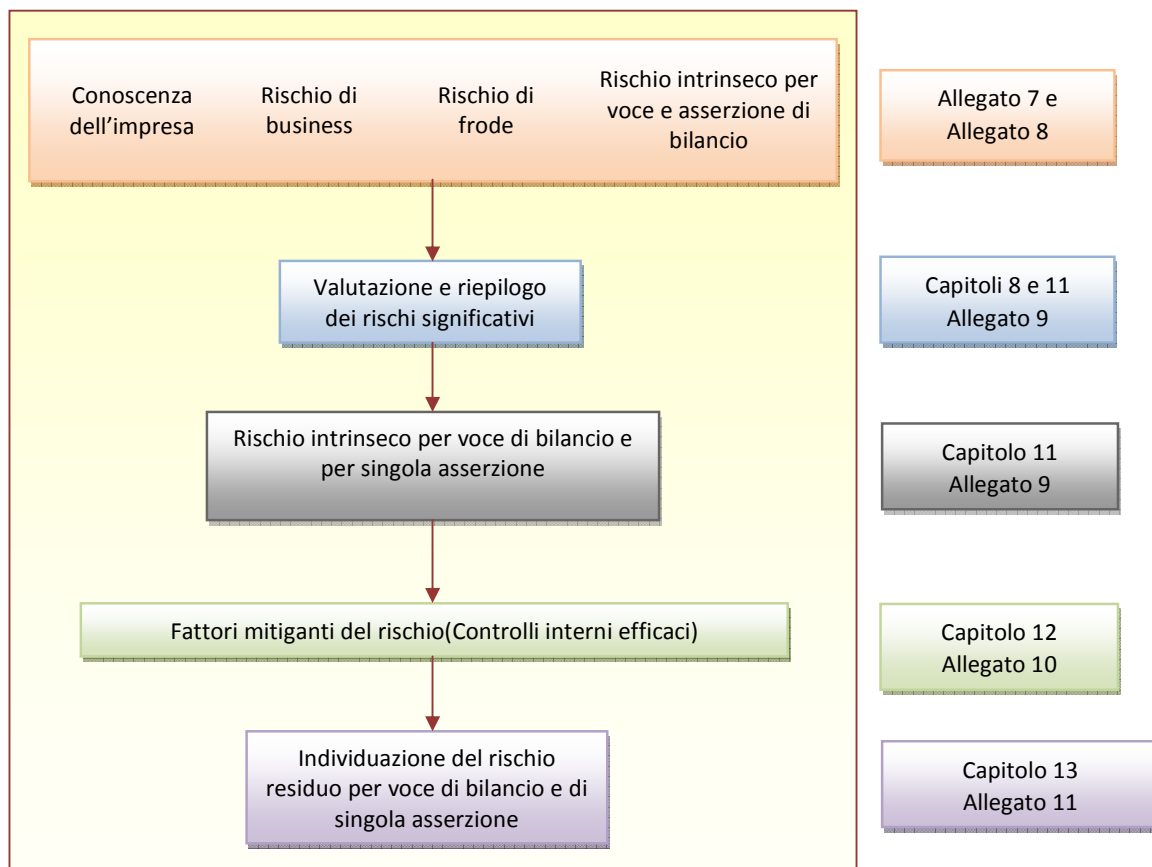 Conoscenza
dell'impresa
Rischio di
business
Rischio di
frode
Rischio intrinseco per
voce e asserzione di
bilancio
Allegato 7 e
Allegato 8
Valutazione e riepilogo
dei rischi significativi
Capitoli 8 e 11
Allegato 9
Rischio intrinseco per voce di bilancio e
per singola asserzione
Capitolo 11
Allegato 9
Fattori mitiganti del rischio(Controlli interni efficaci)
Capitolo 12
Allegato 10
Individuazione del rischio
residuo per voce di bilancio e di
singola asserzione
Capitolo 13
Allegato 11